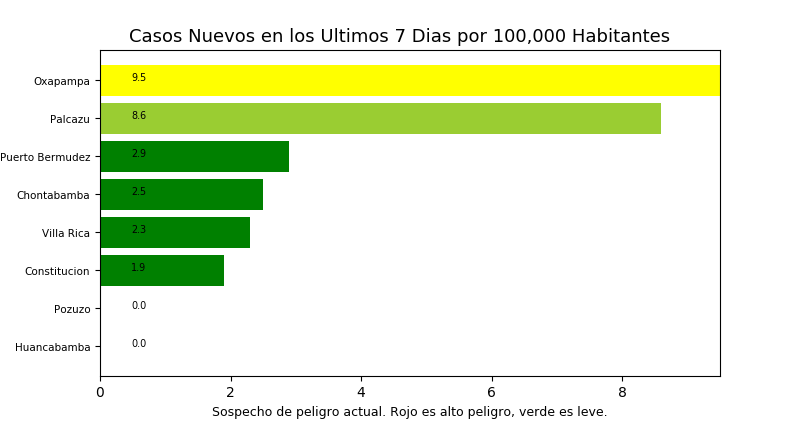 Casos Nuevos en los Ultimos 7 Dias por 100,000 Habitantes
Oxapampa 9.5
Palcazu 8.6
Puerto Bermudez 2.9
Chontabamba 2.5
Villa Rica 2.3
Constitucion 1.9
Pozuzo 0.0
Huancabamba 0.0
0 2 4 6 8
Sospecho de peligro actual. Rojo es alto peligro, verde es leve.